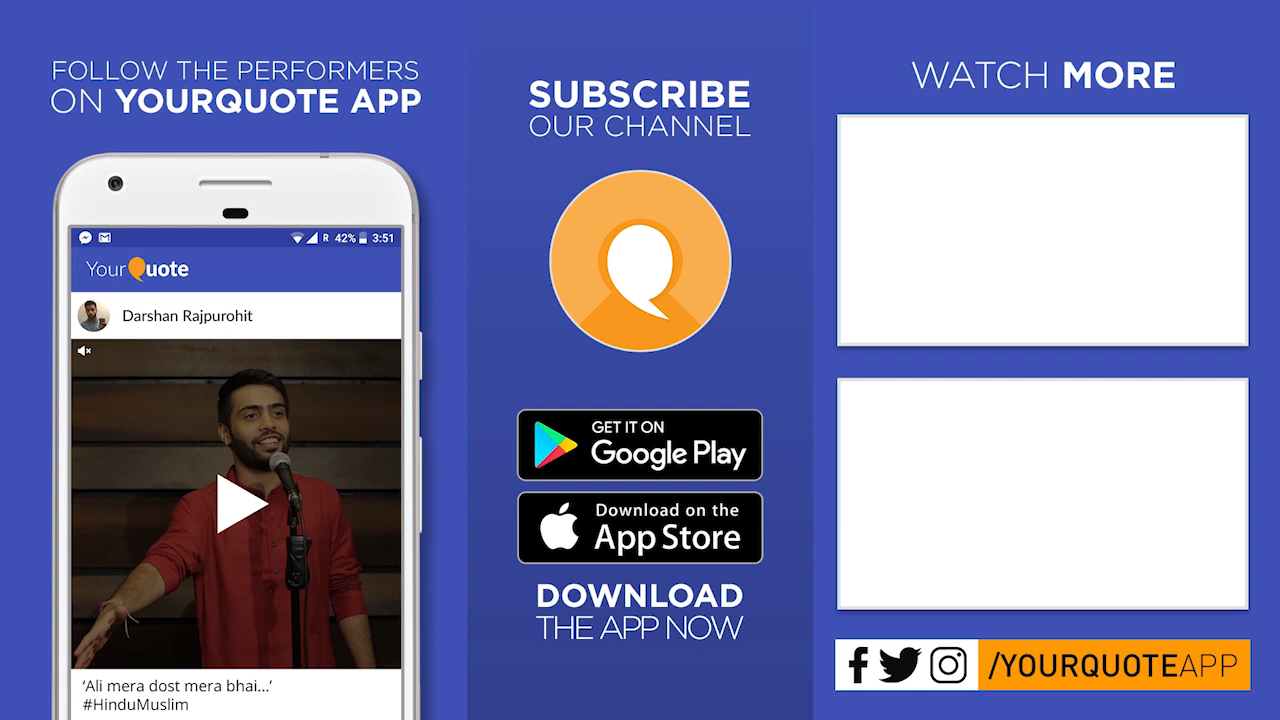 FOLLOW THE PERFORMERS
ON YOURQUOTE APP
R 42% 3:51
YourQuote
Darshan Rajpurohit
‘Ali mera dost mera bhai...’
#HinduMuslim
SUBSCRIBE
OUR CHANNEL
GET IT ON
Google Play
Download on the
App Store
DOWNLOAD
THE APP NOW
WATCH MORE
/YOURQUOTEAPP